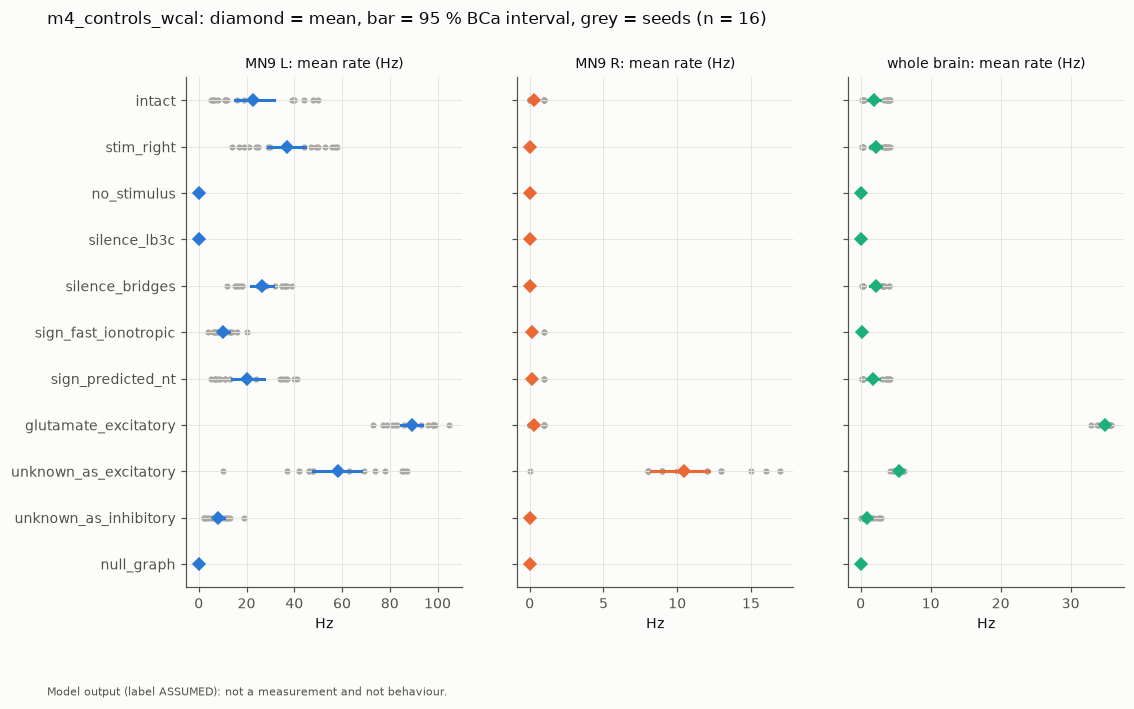 m4_controls_wcal: diamond = mean, bar = 95 % BCa interval, grey = seeds (n = 16)
MN9 L: mean rate (Hz)
MN9 R: mean rate (Hz)
whole brain: mean rate (Hz)
intact
stim_right
no_stimulus
silence_lb3c
silence_bridges
sign_fast_ionotropic
sign_predicted_nt
glutamate_excitatory
unknown_as_excitatory
unknown_as_inhibitory
null_graph
0 20 40 60 80 100
0 5 10 15
0 10 20 30
Hz
Hz
Hz
Model output (label ASSUMED): not a measurement and not behaviour.